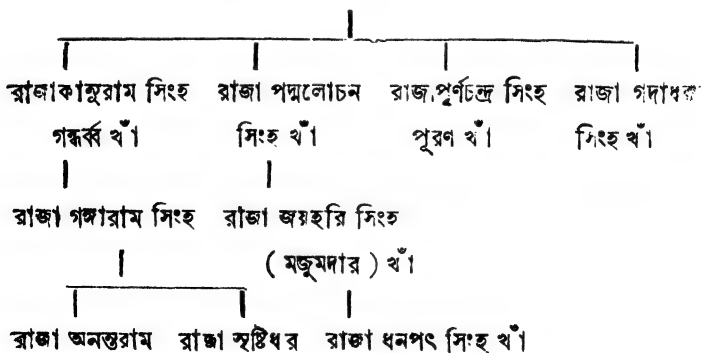 রাজাকানুরাম সিংহ রাজা পদ্মলোচন রাজা পূর্ণচন্দ্র সিংহ রাজা গদাধর
গন্ধর্ব্ব খাঁ। সিংহ খাঁ। পূরণ খাঁ। সিংহ খাঁ।
রাজা গঙ্গারাম সিংহ রাজা জয়হরি সিংহ
( মজুমদার ) খাঁ।
রাজা অনন্তরাম রাজা সৃষ্টিধর রাজা ধনপৎ সিংহ খাঁ।